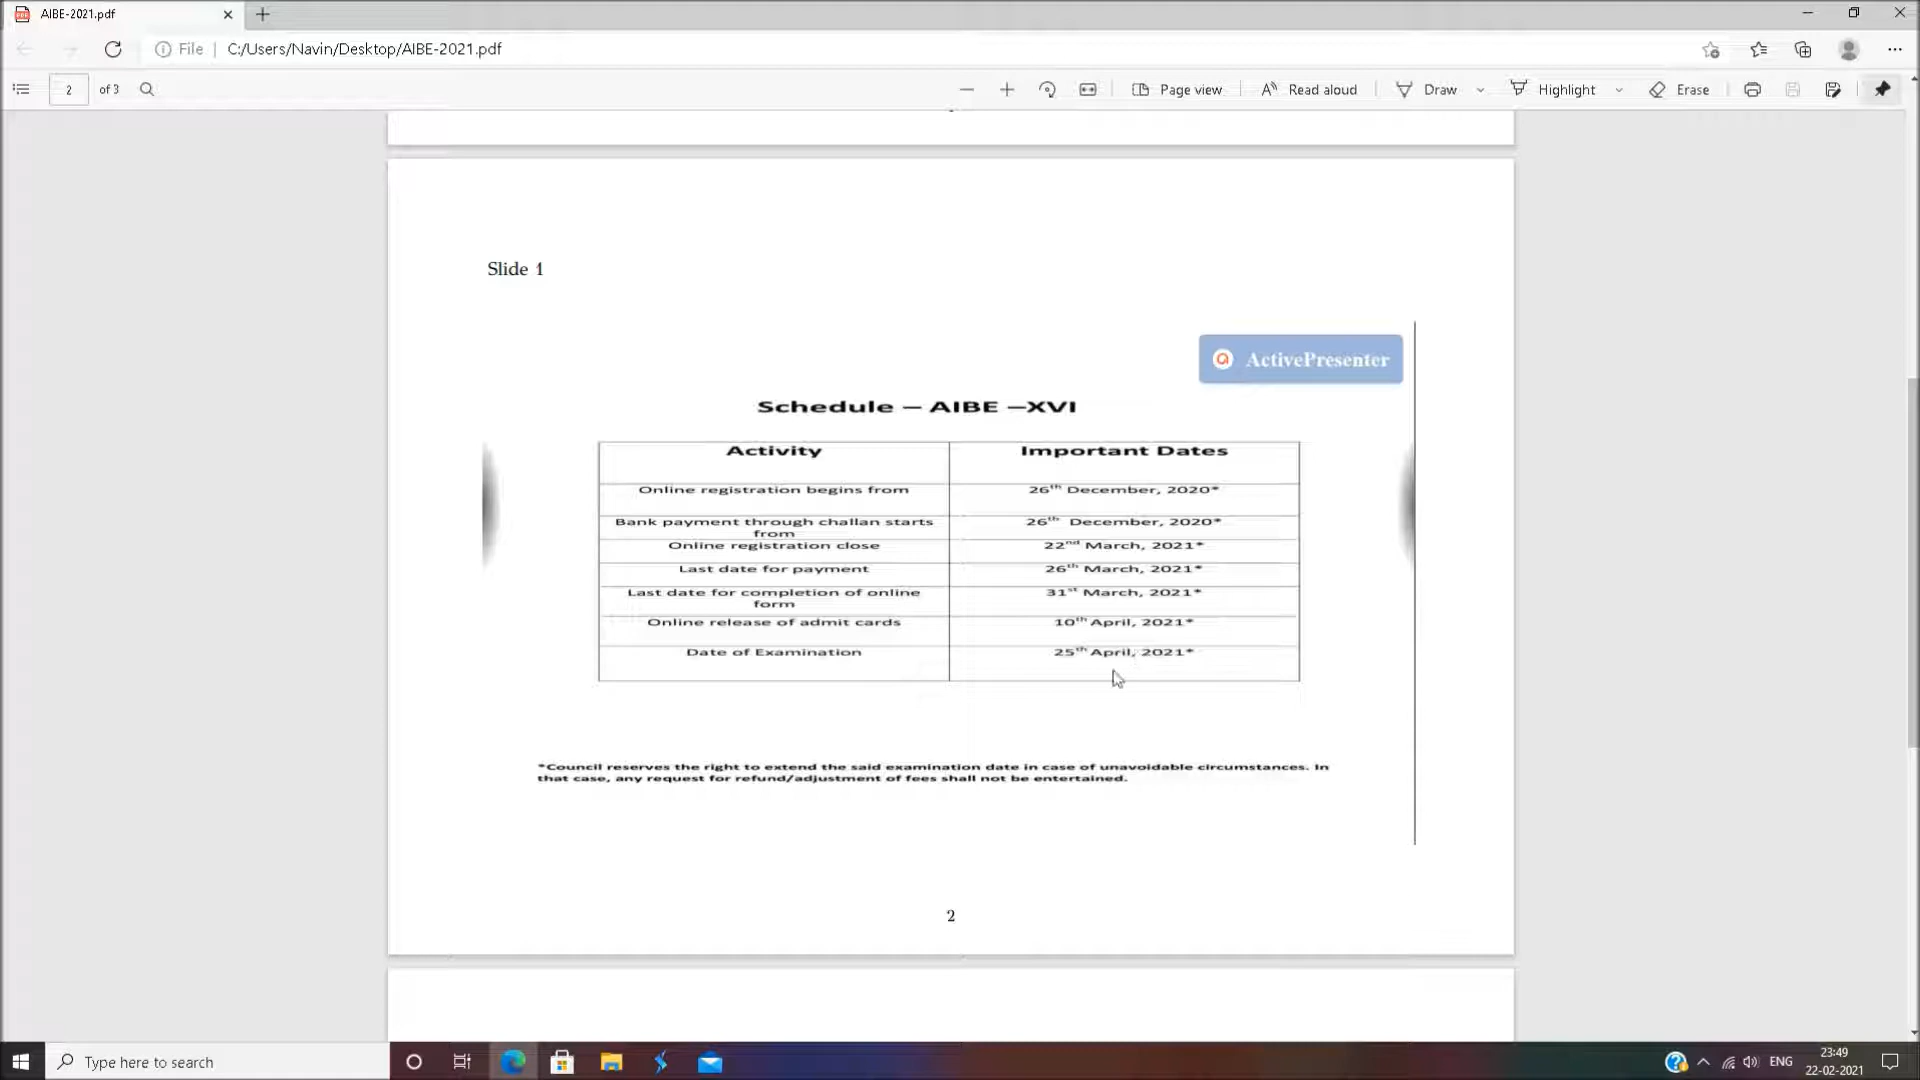 AIBE-2021.pdf
File | C:/Users/Navin/Desktop/AIBE-2021.pdf
2 of 3
Page view
Read aloud
Draw
Highlight
Erase
Slide 1
ActivePresenter
Schedule – AIBE –XVI
Activity Important Dates
Online registration begins from 26th December, 2020*
Bank payment through challan starts 26th December, 2020*
from
Online registration close 22nd March, 2021*
Last date for payment 26th March, 2021*
Last date for completion of online 31st March, 2021*
form
Online release of admit cards 10th April, 2021*
Date of Examination 25th April, 2021*
*Council reserves the right to extend the said examination date in case of unavoidable circumstances. In
that case, any request for refund/adjustment of fees shall not be entertained.
2
Type here to search
ENG
23:49
22-02-2021